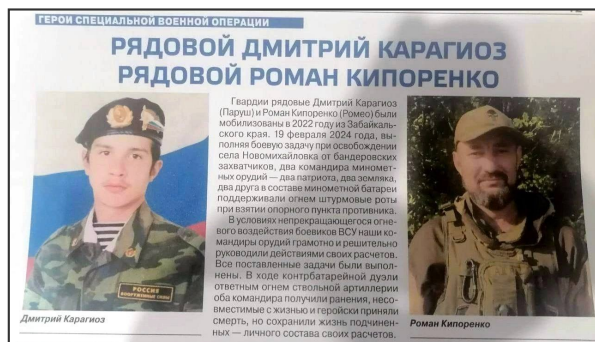 ГЕРОИ СПЕЦИАЛЬНОЙ ВОЕННОЙ ОПЕРАЦИИ
РЯДОВОЙ ДМИТРИЙ КАРАГИОЗ
РЯДОВОЙ РОМАН КИПОРЕНКО
Гвардии рядовые Дмитрий Карагиоз
(Паруш) и Роман Кипоренко (Ромео) были
мобилизованы в 2022 году из Забайкаль-
ского края. 19 февраля 2024 года, вы-
полняя боевую задачу при освобождении
села Новомихайловка от бандеровских
захватчиков, два командира миномет-
ных орудий — два патриота, два земляка,
два друга в составе минометной батареи
поддерживали огнем штурмовые роты
при взятии опорного пункта противника.
В условиях непрекращающегося огне-
вого воздействия боевиков ВСУ наши ко-
мандиры орудий грамотно и решительно
руководили действиями своих расчетов.
Все поставленные задачи были выпол-
нены. В ходе контрбатарейной дуэли
ответным огнем ствольной артиллерии
оба командира получили ранения, несо-
вместимые с жизнью и геройски приняли
смерть, но сохранили жизнь подчинен-
ных — личного состава своих расчетов.
РОССИЯ
ВООРУЖЕННЫЕ СИЛЫ
Дмитрий Карагиоз
Роман Кипоренко